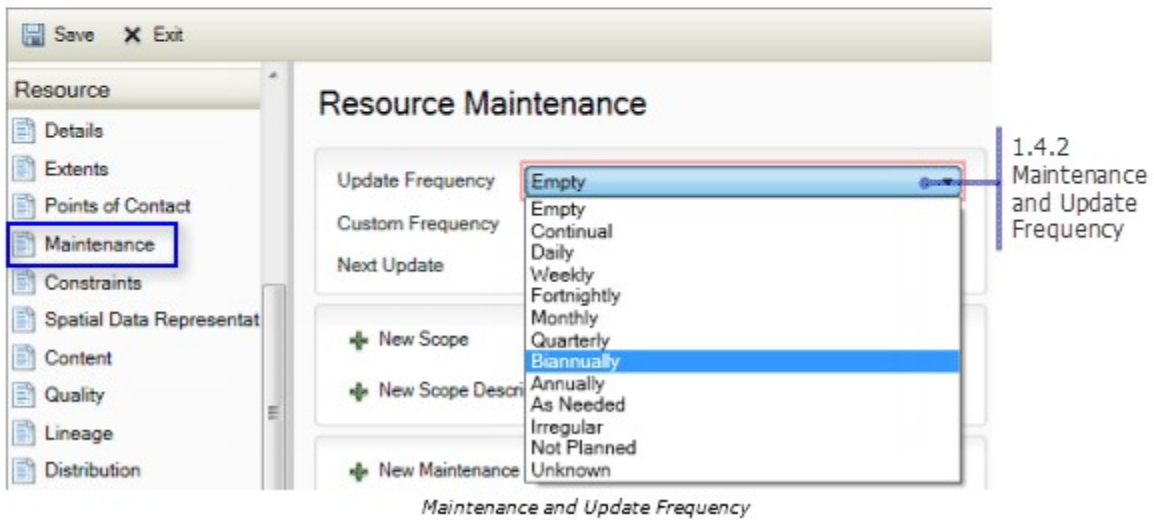 Save Exit
Resource
Details
Extents
Points of Contact
Maintenance
Constraints
Spatial Data Representat
Content
Quality
Lineage
Distribution
Resource Maintenance
Update Frequency Empty
Custom Frequency
Next Update
Empty
Continual
Daily
Weekly
Fortnightly
Monthly
Quarterly
Biannually
Annually
As Needed
Irregular
Not Planned
Unknown
New Scope
New Scope Descri
New Maintenance
1.4.2
Maintenance
and Update
Frequency
Maintenance and Update Frequency